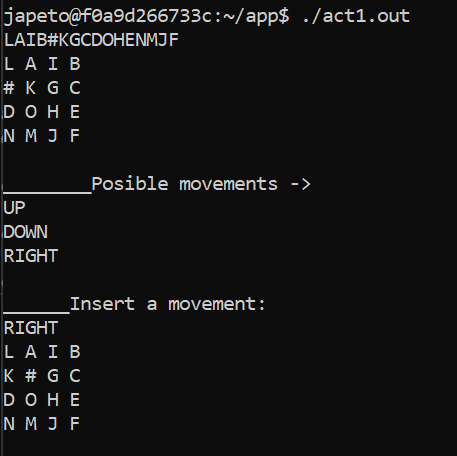 japeto@f0a9d266733c:~/app$ ./act1.out
LAIB#KGCDOHENMJF
L A I B
# K G C
D O H E
N M J F
________Posible movements ->
UP
DOWN
RIGHT
______Insert a movement:
RIGHT
L A I B
K # G C
D O H E
N M J F